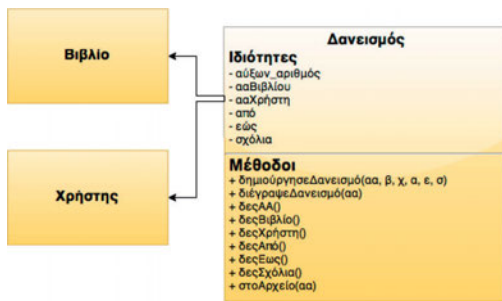 Βιβλίο
Χρήστης
Δανεισμός
Ιδιότητες
- αύξων_αριθμός
- ααΒιβλίου
- ααΧρήστη
- από
- εώς
- σχόλια
Μέθοδοι
+ δημιούργησεΔανεισμό(αα, β, χ, α, ε, σ)
+ διέγραψεΔανεισμό(αα)
+ δεςΑΑ()
+ δεςΒιβλίο()
+ δεςΧρήστη()
+ δεςΑπό()
+ δεςΕως()
+ δεςΣχόλια()
+ στοΑρχείο(αα)